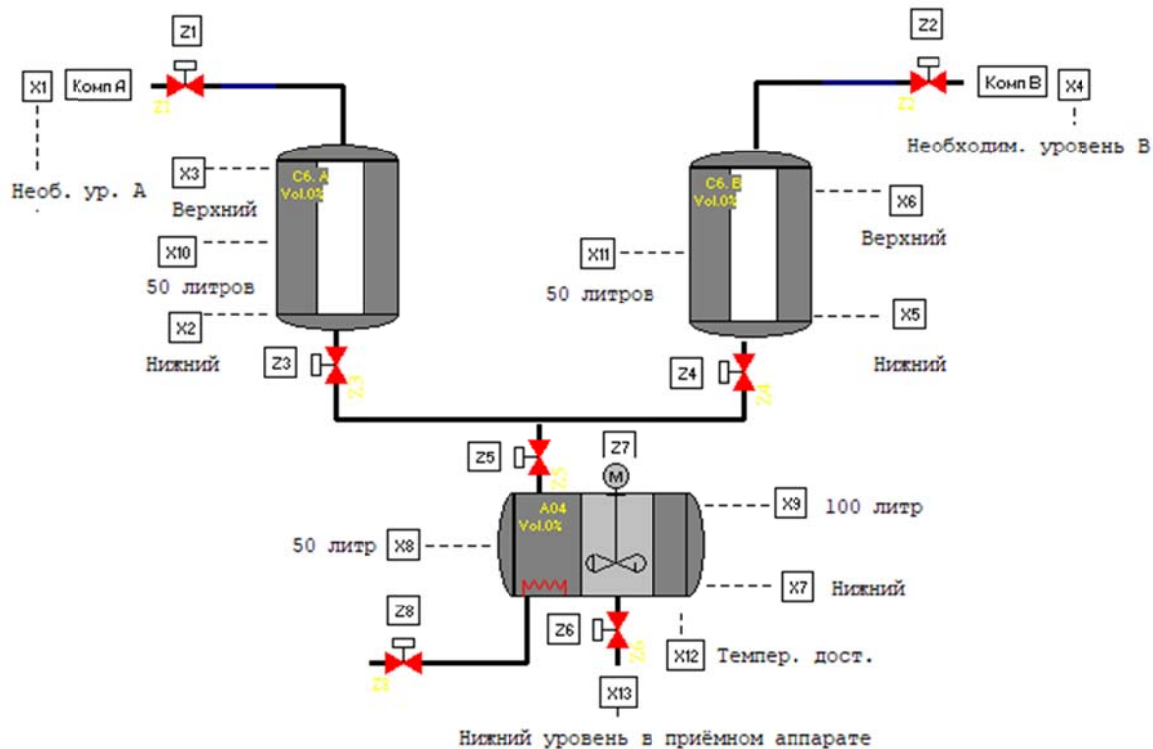 Z1
Z2
X1
Комп A
Z1
Z2
Комп B
X4
Необходим. уровень В
X3
С6. A
Vol.0%
С6. B
Vol.0%
X6
Необ. ур. А
Верхний
Верхний
X10
X11
50 литров
50 литров
X2
X5
Нижний
Z3
Z3
Z4
Z4
Нижний
Z5
Z5
Z7
M
A04
Vol.0%
X9
100 литр
50 литр
X8
X7
Нижний
Z8
Z6
Z6
X12
Темпер. дост.
Z8
X13
Нижний уровень в приёмном аппарате